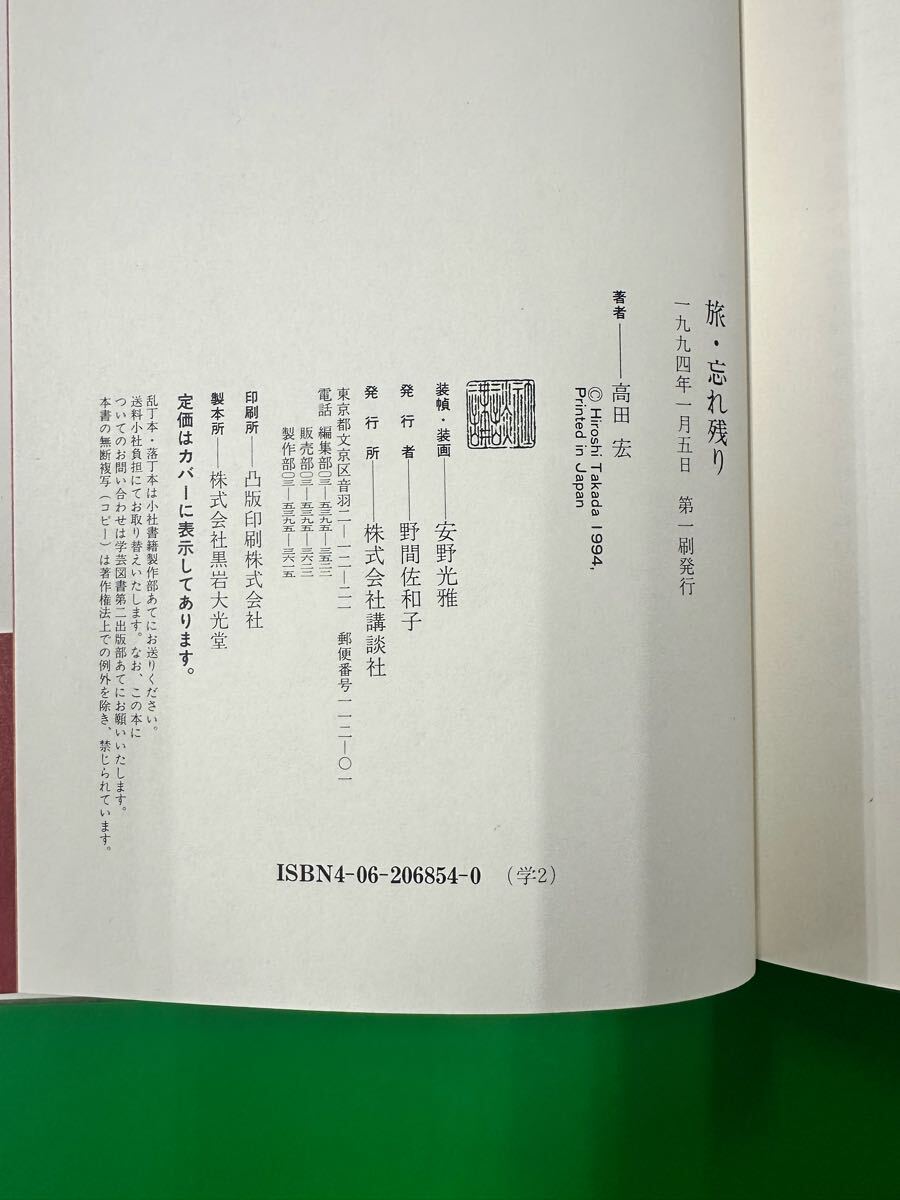 旅・忘れ残り
一九九四年一月五日 第一刷発行
著者――高田 宏
© Hiroshi Takada 1994,
Printed in Japan
装幀・装画――安野光雅
発行者――野間佐和子
発行所――株式会社講談社
東京都文京区音羽二―一二―二一 郵便番号一一二―〇一
電話 編集部〇三―五三九五―三五二三
販売部〇三―五三九五―三六二二
製作部〇三―五三九五―三六一五
印刷所――凸版印刷株式会社
製本所――株式会社黒岩大光堂
定価はカバーに表示してあります。
乱丁本・落丁本は小社書籍製作部あてにお送りください。
送料小社負担にてお取り替えいたします。なお、この本に
ついてのお問い合わせは学芸図書第二出版部あてにお願いいたします。
本書の無断複写（コピー）は著作権法上での例外を除き、禁じられています。
ISBN4-06-206854-0 (学2)